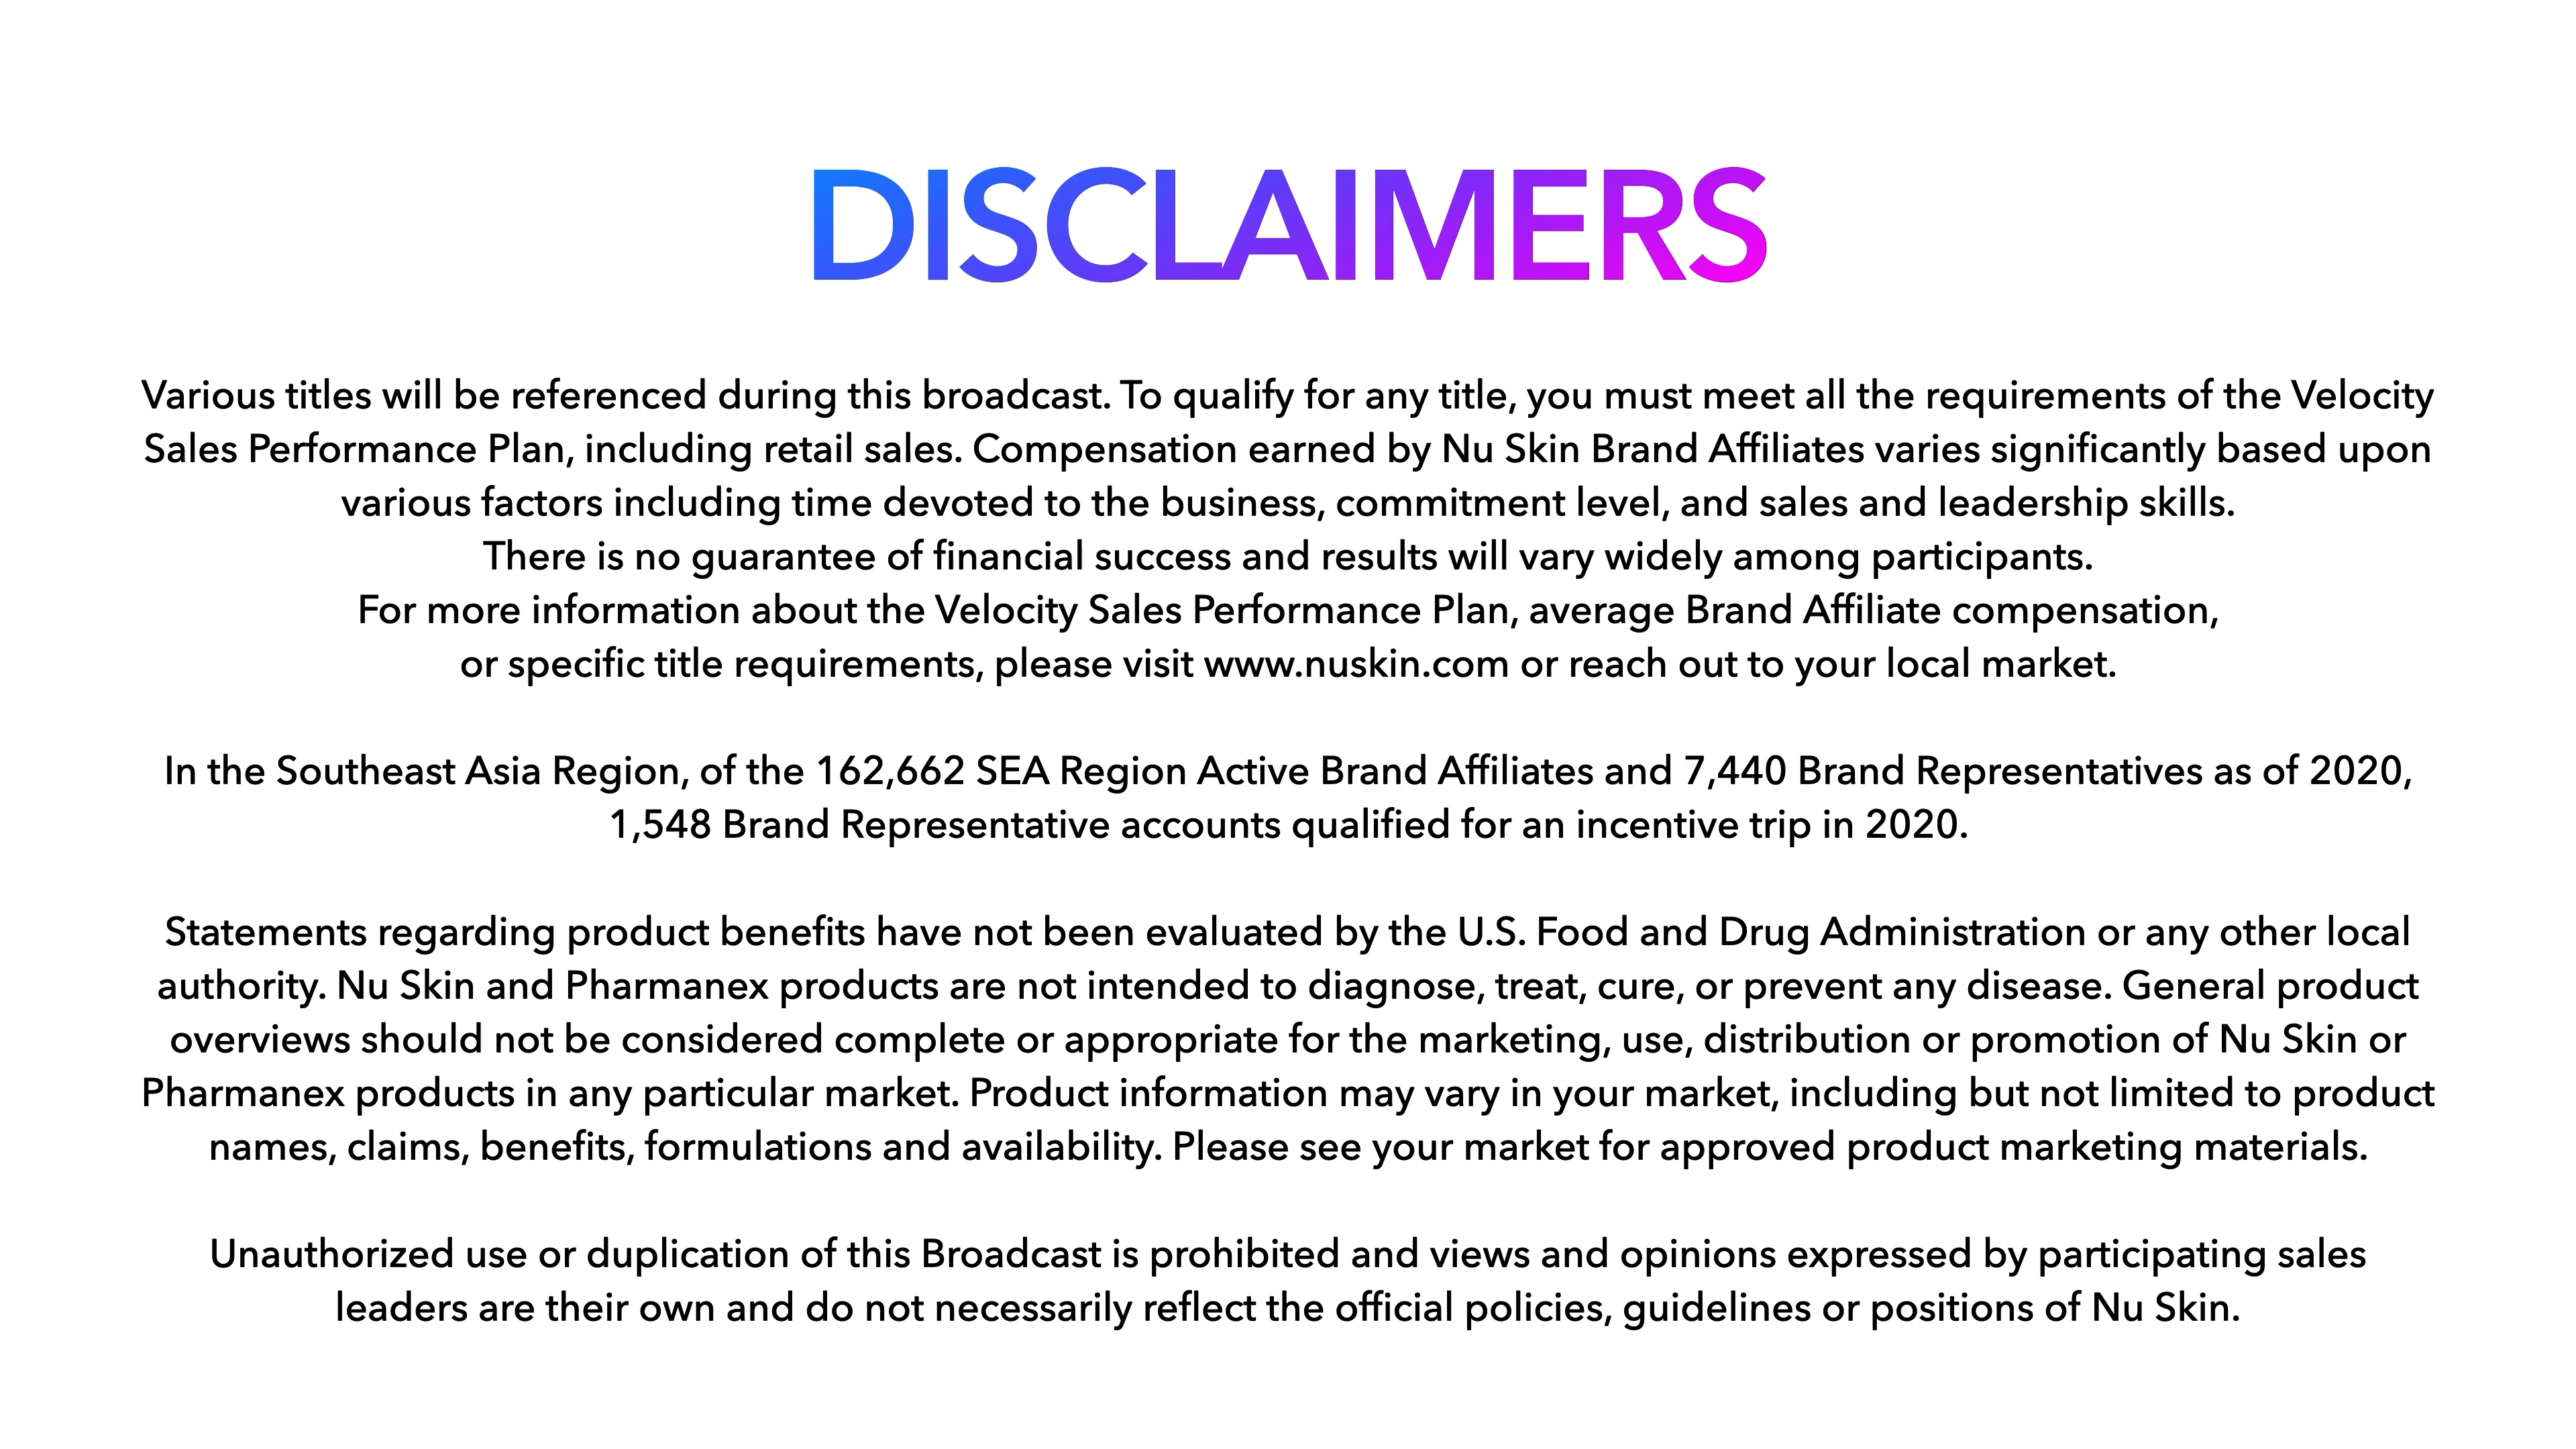 DISCLAIMERS
Various titles will be referenced during this broadcast. To qualify for any title, you must meet all the requirements of the Velocity
Sales Performance Plan, including retail sales. Compensation earned by Nu Skin Brand Affiliates varies significantly based upon
various factors including time devoted to the business, commitment level, and sales and leadership skills.
There is no guarantee of financial success and results will vary widely among participants.
For more information about the Velocity Sales Performance Plan, average Brand Affiliate compensation,
or specific title requirements, please visit www.nuskin.com or reach out to your local market.
In the Southeast Asia Region, of the 162,662 SEA Region Active Brand Affiliates and 7,440 Brand Representatives as of 2020,
1,548 Brand Representative accounts qualified for an incentive trip in 2020.
Statements regarding product benefits have not been evaluated by the U.S. Food and Drug Administration or any other local
authority. Nu Skin and Pharmanex products are not intended to diagnose, treat, cure, or prevent any disease. General product
overviews should not be considered complete or appropriate for the marketing, use, distribution or promotion of Nu Skin or
Pharmanex products in any particular market. Product information may vary in your market, including but not limited to product
names, claims, benefits, formulations and availability. Please see your market for approved product marketing materials.
Unauthorized use or duplication of this Broadcast is prohibited and views and opinions expressed by participating sales
leaders are their own and do not necessarily reflect the official policies, guidelines or positions of Nu Skin.